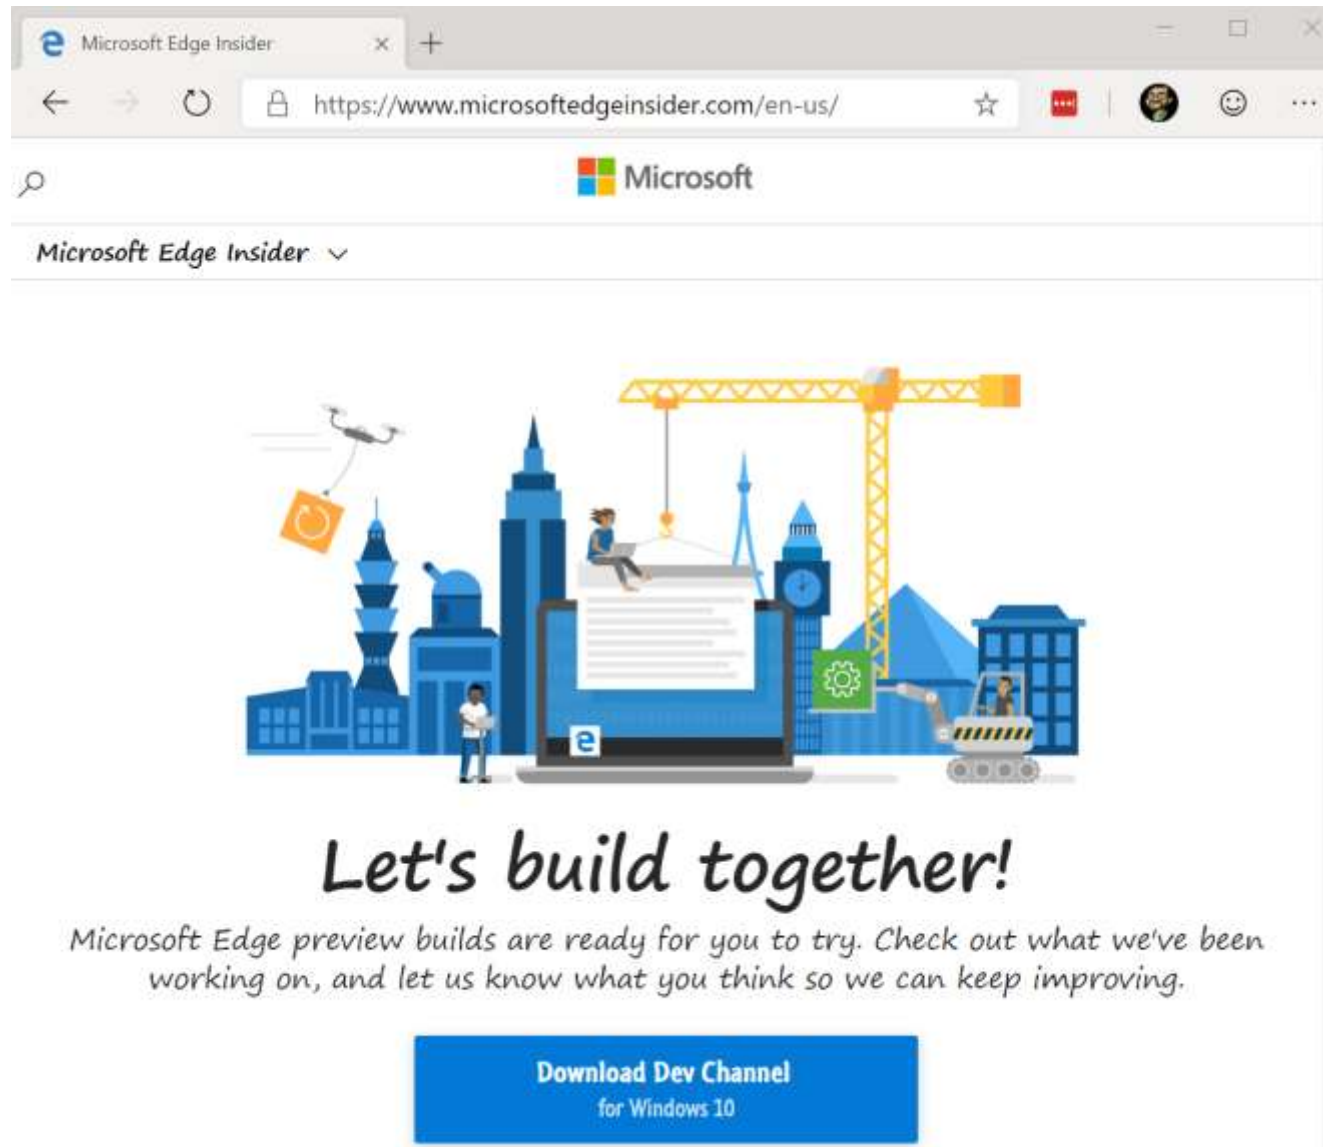 Microsoft Edge Insider
https://www.microsoftedgeinsider.com/en-us/
Microsoft
Microsoft Edge Insider
Let's build together!
Microsoft Edge preview builds are ready for you to try. Check out what we've been
working on, and let us know what you think so we can keep improving.
Download Dev Channel
for Windows 10